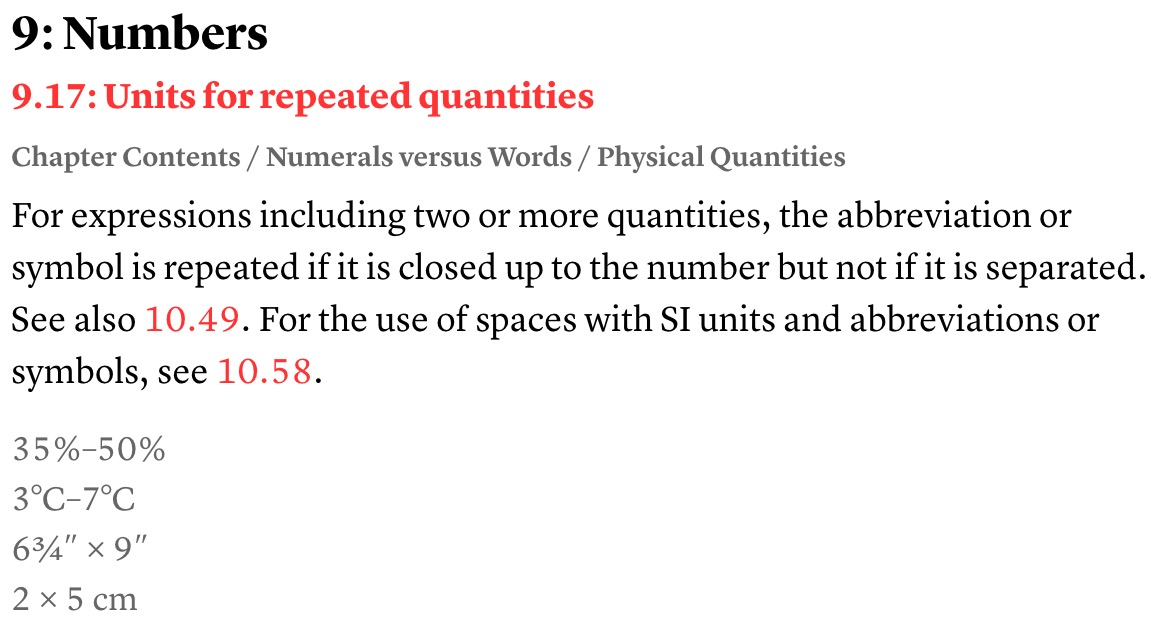 9: Numbers
9.17: Units for repeated quantities
Chapter Contents / Numerals versus Words / Physical Quantities
For expressions including two or more quantities, the abbreviation or
symbol is repeated if it is closed up to the number but not if it is separated.
See also 10.49. For the use of spaces with SI units and abbreviations or
symbols, see 10.58.
35%–50%
3°C–7°C
6¾″ × 9″
2 × 5 cm